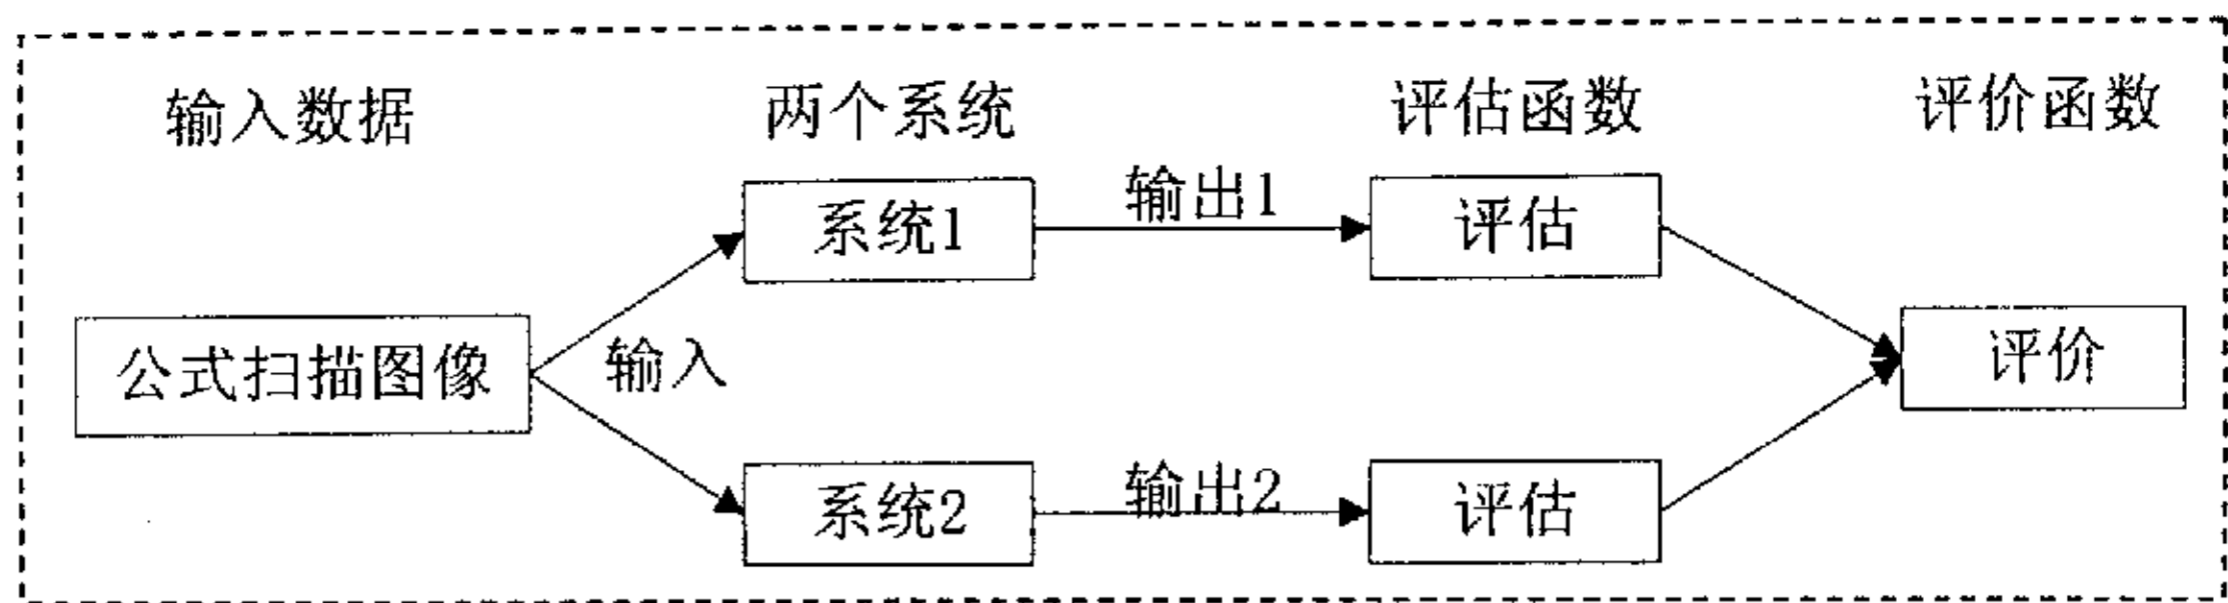 输入数据
两个系统
评估函数
评价函数
系统1
输出1
评估
公式扫描图像
输入
评价
系统2
输出2
评估